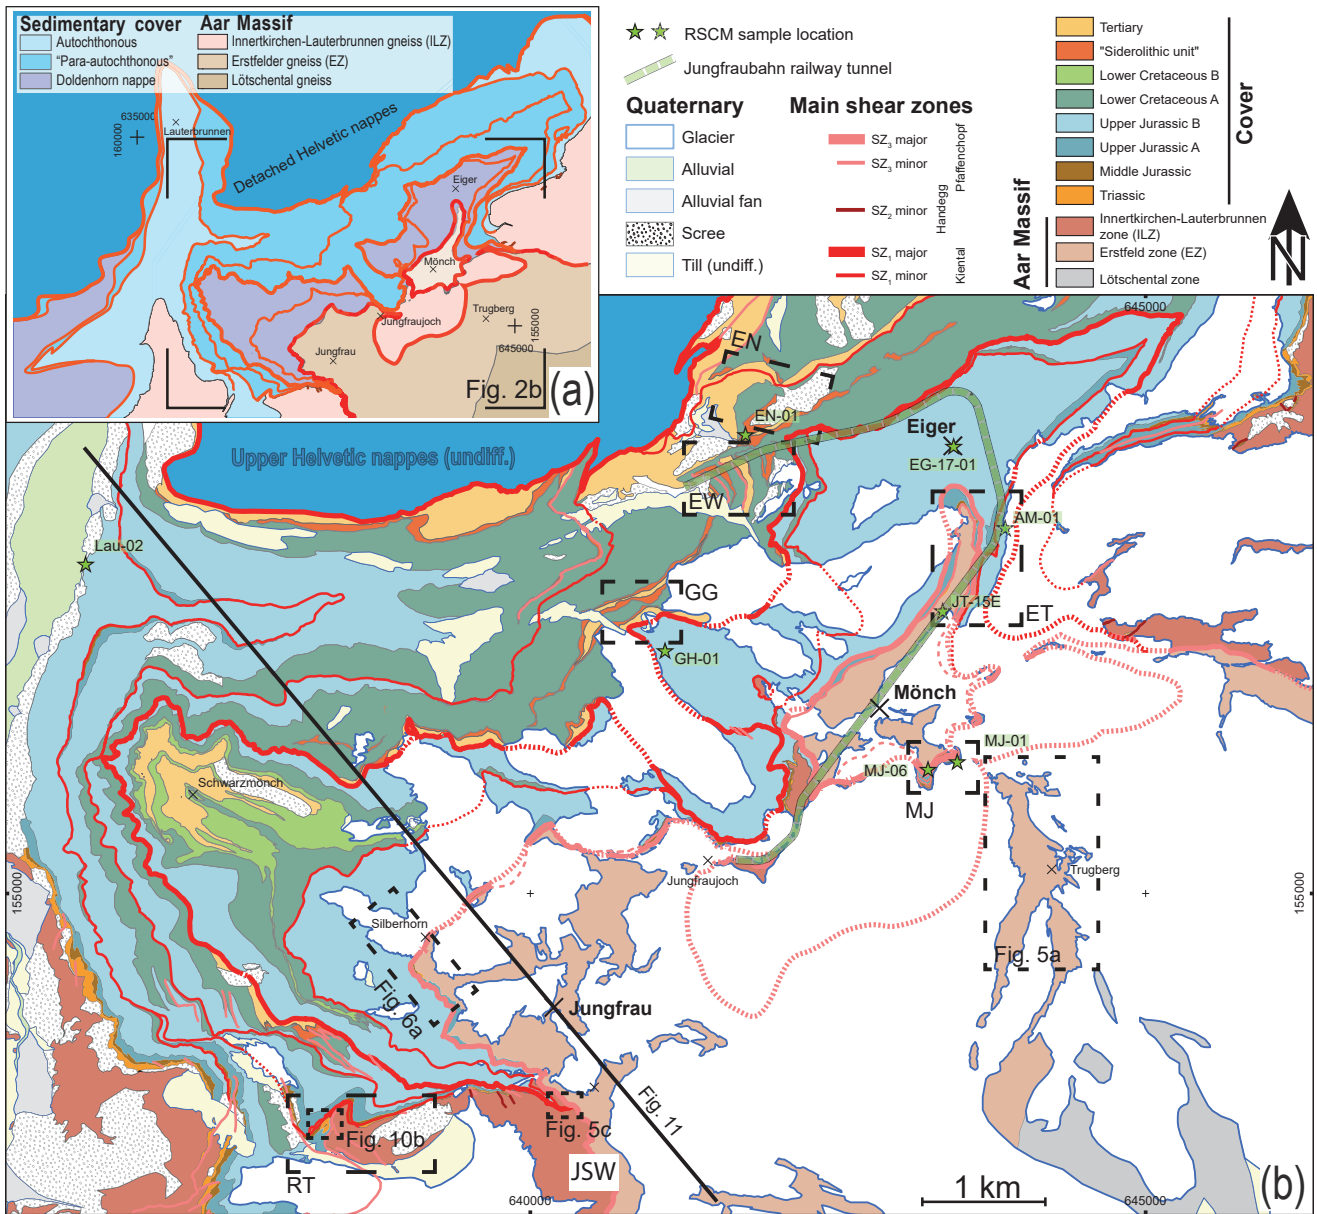 Sedimentary cover
Autochthonous
"Para-autochthonous"
Doldenhorn nappe
Aar Massif
Innertkirchen-Lauterbrunnen gneiss (ILZ)
Erstfelder gneiss (EZ)
Lötschental gneiss
635000
160000
Lauterbrunnen
Detached Helvetic nappes
Eiger
Mönch
Jungfraujoch
Trugberg
Jungfrau
155000
645000
Fig. 2b
(a)
RSCM sample location
Jungfraubahn railway tunnel
Quaternary
Glacier
Alluvial
Alluvial fan
Scree
Till (undiff.)
Main shear zones
SZ3 major
SZ3 minor
SZ2 minor
SZ1 major
SZ1 minor
Pfaffenchopf
Handegg
Kiental
Tertiary
"Siderolithic unit"
Lower Cretaceous B
Lower Cretaceous A
Upper Jurassic B
Upper Jurassic A
Middle Jurassic
Triassic
Cover
Innertkirchen-Lauterbrunnen
zone (ILZ)
Erstfeld zone (EZ)
Lötschental zone
Aar Massif
N
645000
EN
EN-01
Eiger
EG-17-01
Upper Helvetic nappes (undiff.)
EW
AM-01
Lau-02
GG
JT-15E
ET
GH-01
Mönch
MJ-01
MJ-06
MJ
Schwarzmönch
Jungfraujoch
Trugberg
155000
155000
Silbernorn
Fig. 5a
Fig. 6a
Jungfrau
Fig. 11
Fig. 10b
Fig. 5c
RT
JSW
640000
1 km
645000
(b)